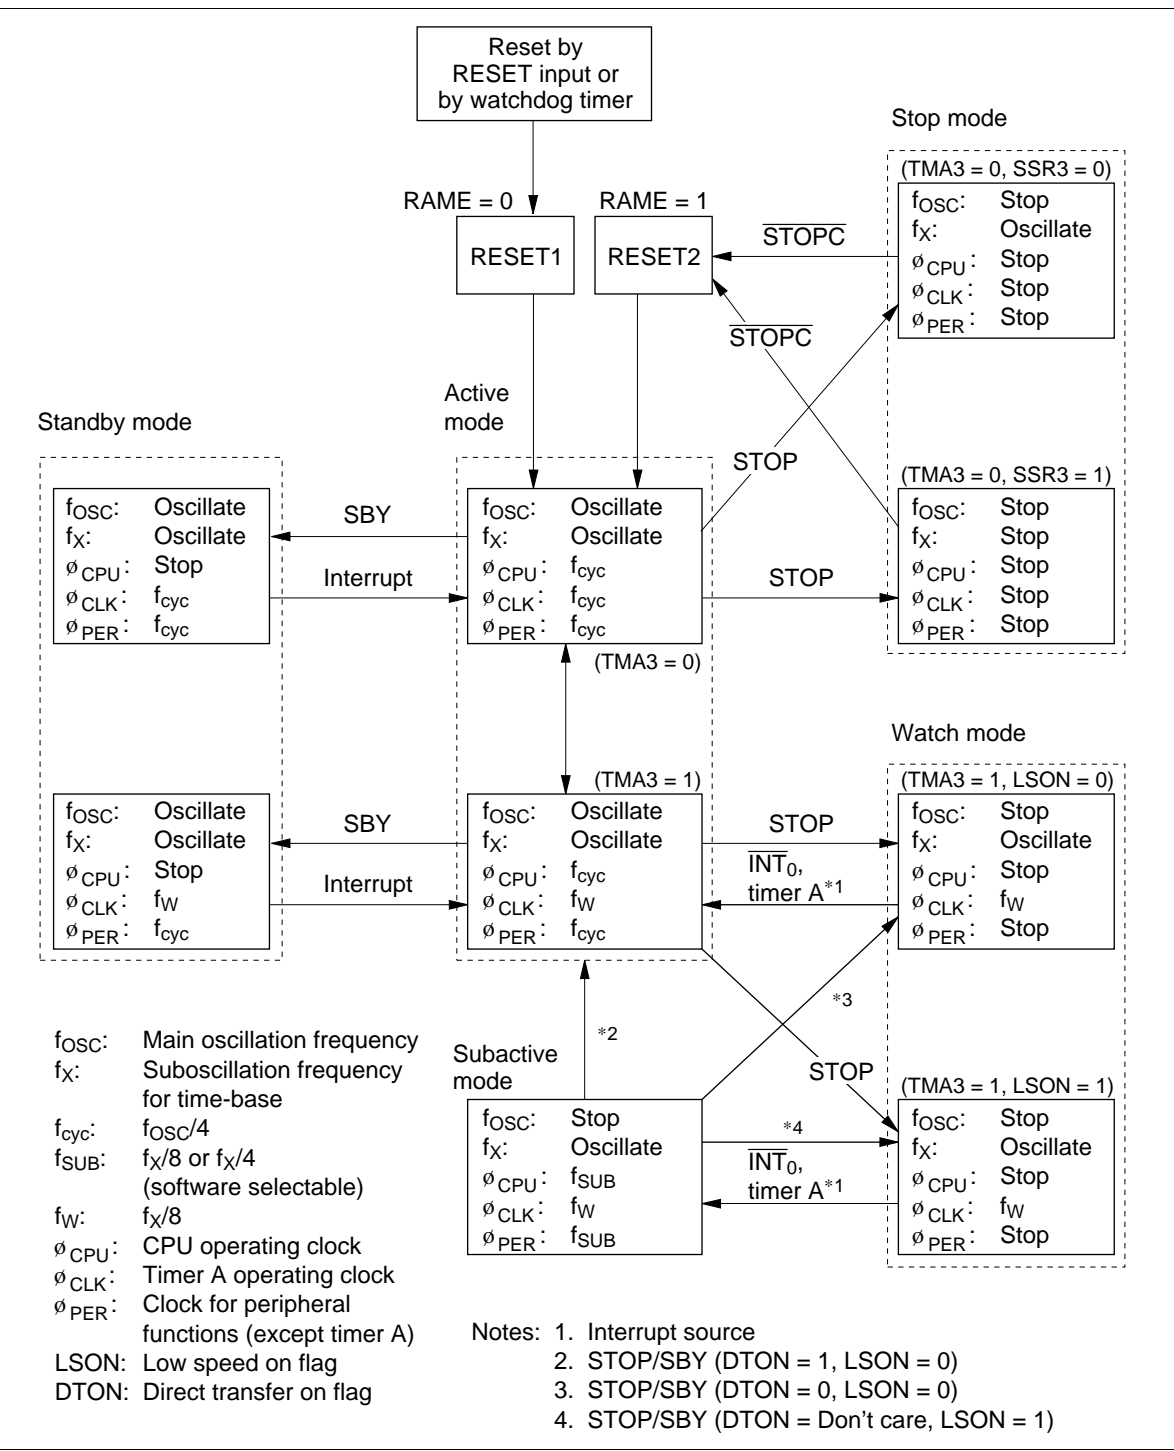 Reset by
RESET input or
by watchdog timer
Stop mode
(TMA3 = 0, SSR3 = 0)
RAME = 0
RAME = 1
RESET1
RESET2
STOPC
fOSC: Stop
fX: Oscillate
øCPU: Stop
øCLK: Stop
øPER: Stop
STOPC
Active
mode
Standby mode
STOP
(TMA3 = 0, SSR3 = 1)
fOSC: Oscillate
fX: Oscillate
øCPU: Stop
øCLK: fcyc
øPER: fcyc
SBY
Interrupt
fOSC: Oscillate
fX: Oscillate
øCPU: fcyc
øCLK: fcyc
øPER: fcyc
(TMA3 = 0)
STOP
fOSC: Stop
fX: Stop
øCPU: Stop
øCLK: Stop
øPER: Stop
Watch mode
(TMA3 = 1)
(TMA3 = 1, LSON = 0)
fOSC: Oscillate
fX: Oscillate
øCPU: Stop
øCLK: fW
øPER: fcyc
SBY
Interrupt
fOSC: Oscillate
fX: Oscillate
øCPU: fcyc
øCLK: fW
øPER: fcyc
STOP
INT0,
timer A*1
fOSC: Stop
fX: Oscillate
øCPU: Stop
øCLK: fW
øPER: Stop
*2
*3
STOP
Subactive
mode
(TMA3 = 1, LSON = 1)
fOSC: Stop
fX: Oscillate
øCPU: fSUB
øCLK: fW
øPER: fSUB
*4
INT0,
timer A*1
fOSC: Stop
fX: Oscillate
øCPU: Stop
øCLK: fW
øPER: Stop
fOSC: Main oscillation frequency
fX: Suboscillation frequency
for time-base
fcyc: fOSC/4
fSUB: fX/8 or fX/4
(software selectable)
fW: fX/8
øCPU: CPU operating clock
øCLK: Timer A operating clock
øPER: Clock for peripheral
functions (except timer A)
LSON: Low speed on flag
DTON: Direct transfer on flag
Notes: 1. Interrupt source
2. STOP/SBY (DTON = 1, LSON = 0)
3. STOP/SBY (DTON = 0, LSON = 0)
4. STOP/SBY (DTON = Don't care, LSON = 1)